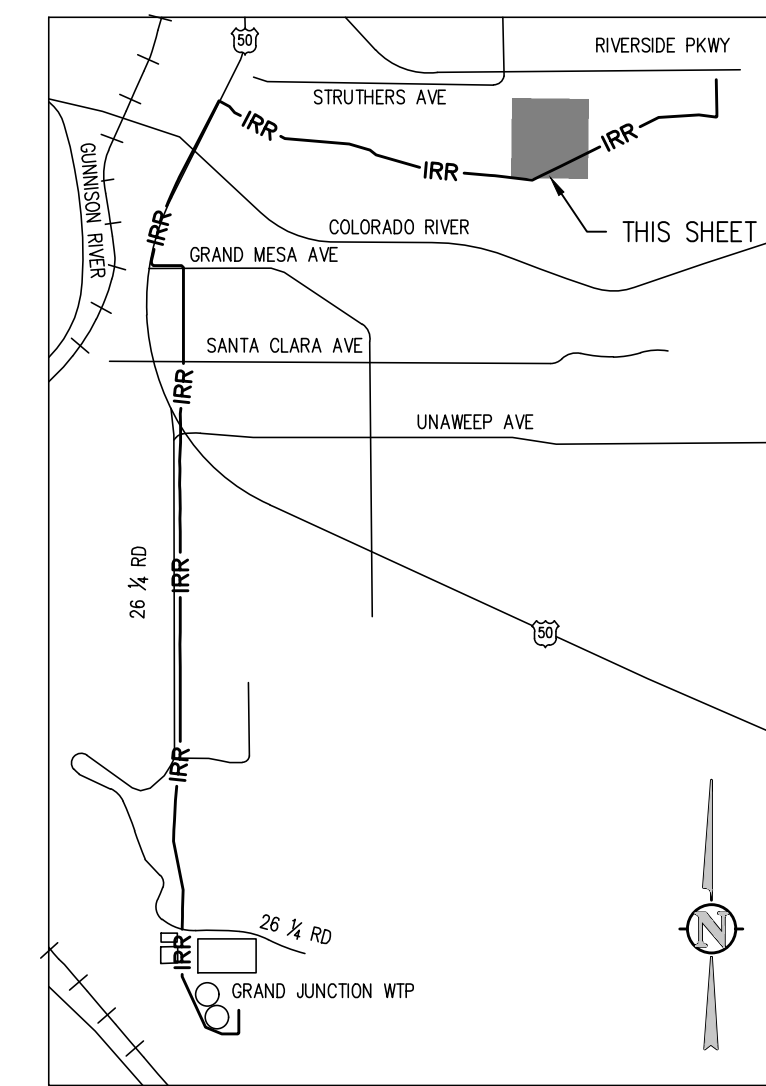 50
RIVERSIDE PKWY
STRUTHERS AVE
IRR
IRR
IRR
GUNNISON RIVER
IRR
COLORADO RIVER
THIS SHEET
GRAND MESA AVE
SANTA CLARA AVE
IRR
UNAWEEP AVE
26 ¼ RD
IRR
50
IRR
26 ¼ RD
N
IRR
GRAND JUNCTION WTP